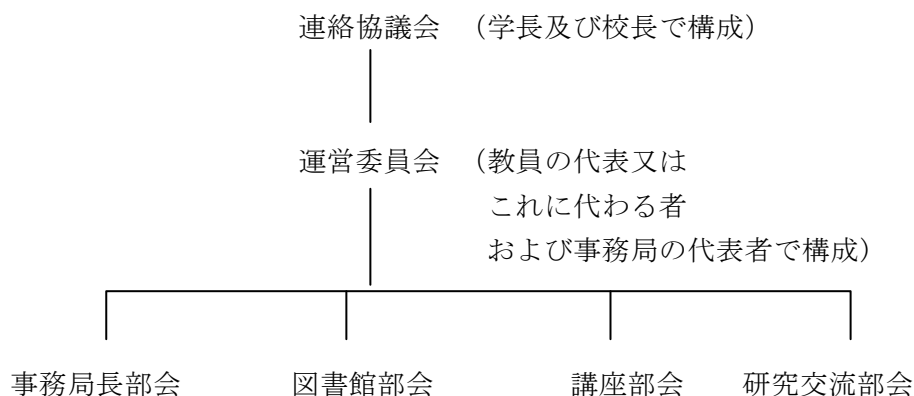 連絡協議会 （学長及び校長で構成）
運営委員会 （教員の代表又は
これに代わる者
および事務局の代表者で構成）
事務局長部会 図書館部会 講座部会 研究交流部会